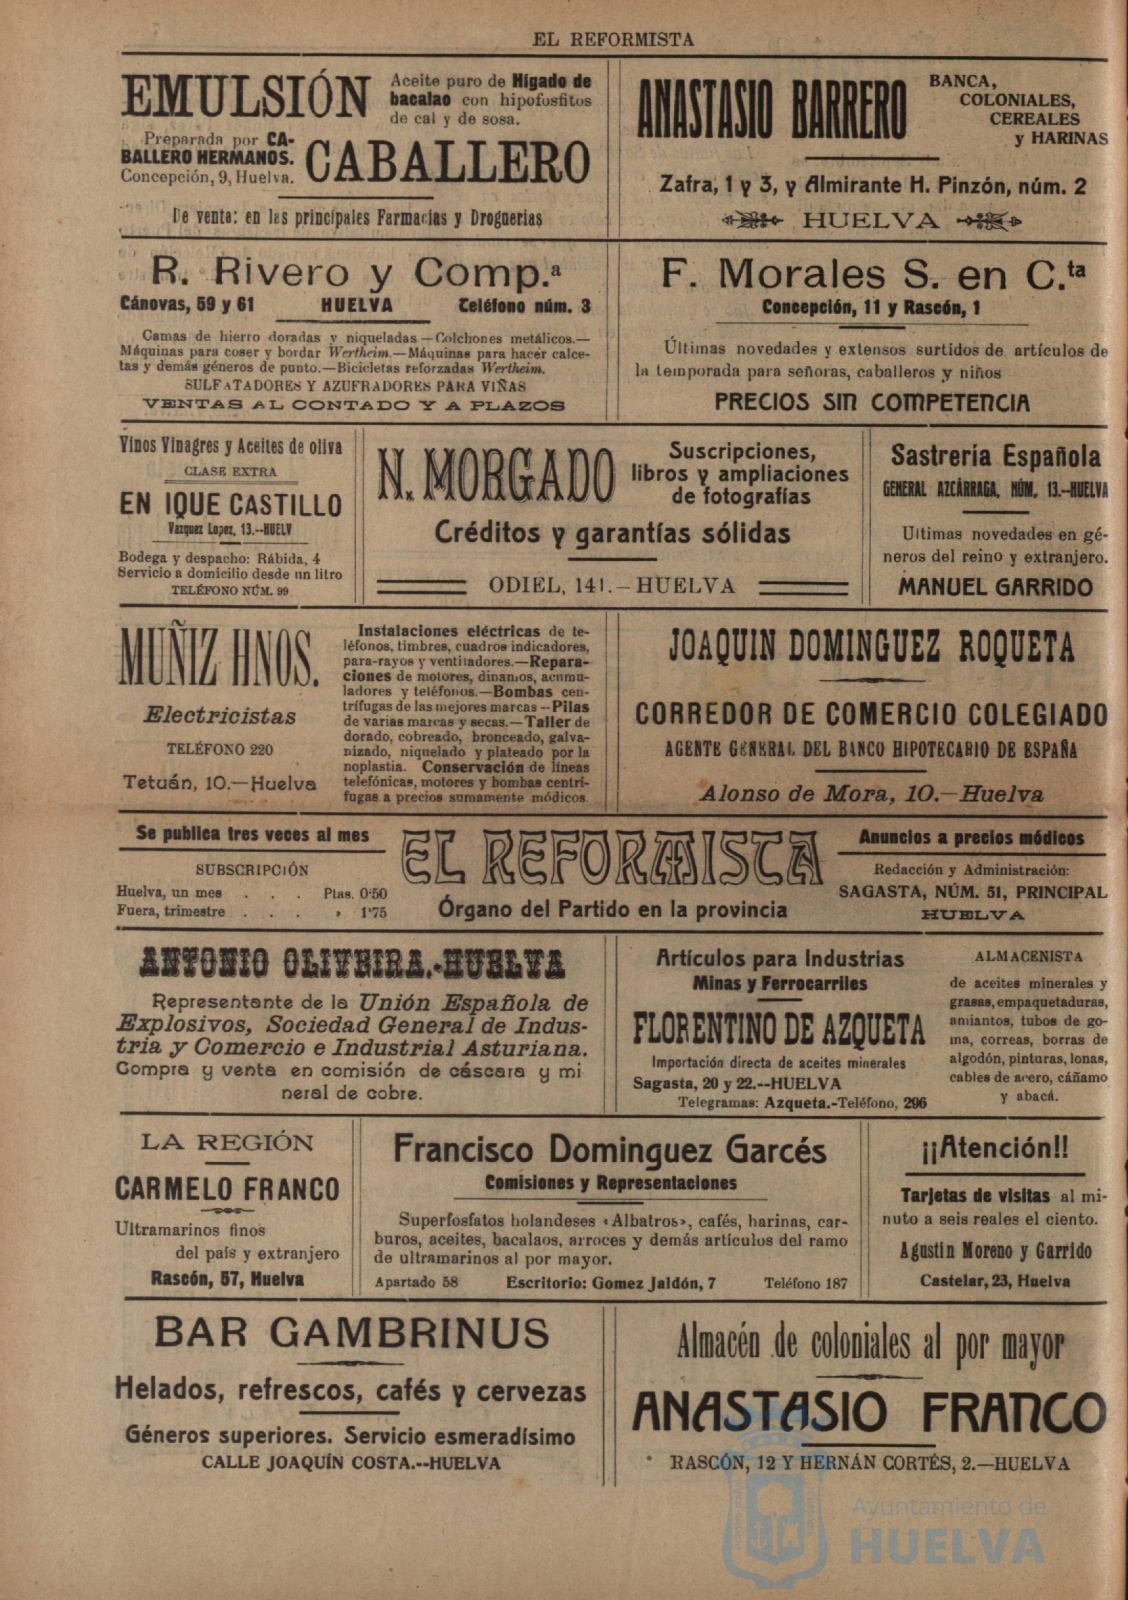 EL REFORMISTA
EMULSIÓN
Aceite puro de Hígado de
bacalao con hipofosfitos
de cal y de sosa.
Preparada por CA-
BALLERO HERMANOS.
Concepción, 9, Huelva.
CABALLERO
De venta: en las principales Farmacias y Droguerias
ANASTASIO BARRERO
BANCA,
COLONIALES,
CEREALES
y HARINAS
Zafra, 1 y 3, y Almirante H. Pinzón, núm. 2
HUELVA
R. Rivero y Comp.ª
Cánovas, 59 y 61 HUELVA Teléfono núm. 3
Camas de hierro doradas y niqueladas—Colchones metálicos.—
Máquinas para coser y bordar Wertheim.—Máquinas para hacer calce-
tas y demás géneros de punto.—Bicicletas reforzadas Wertheim.
SULFATADORES Y AZUFRADORES PARA VIÑAS
VENTAS AL CONTADO Y A PLAZOS
F. Morales S. en C.ta
Concepción, 11 y Rascón, 1
Últimas novedades y extensos surtidos de artículos de
la temporada para señoras, caballeros y niños
PRECIOS SIN COMPETENCIA
Vinos Vinagres y Aceites de oliva
CLASE EXTRA
EN IQUE CASTILLO
Vazquez Lopez, 13.--HUELV
Bodega y despacho: Rábida, 4
Servicio a domicilio desde un litro
TELÉFONO NÚM. 99
N. MORGADO
Suscripciones,
libros y ampliaciones
de fotografías
Créditos y garantías sólidas
ODIEL, 141.—HUELVA
Sastrería Española
GENERAL AZCÁRRAGA, NÚM. 13.-HUELVA
Ultimas novedades en gé-
neros del reino y extranjero.
MANUEL GARRIDO
MUÑIZ HNOS.
Electricistas
TELÉFONO 220
Tetuán, 10.—Huelva
Instalaciones eléctricas de te-
léfonos, timbres, cuadros indicadores,
para-rayos y ventiladores.—Repara-
ciones de motores, dinamos, acumu-
ladores y teléfonos.—Bombas cen-
trífugas de las mejores marcas—Pilas
de varias marcas y secas.—Taller de
dorado, cobreado, bronceado, galva-
nizado, niquelado y plateado por la
noplastia. Conservación de líneas
telefónicas, motores y bombas centrí-
fugas a precios sumamente módicos
JOAQUIN DOMINGUEZ ROQUETA
CORREDOR DE COMERCIO COLEGIADO
AGENTE GENERAL DEL BANCO HIPOTECARIO DE ESPAÑA
Alonso de Mora, 10.—Huelva
Se publica tres veces al mes
SUBSCRIPCIÓN
Huelva, un mes . . . Ptas. 0'50
Fuera, trimestre . . . » 1'75
EL REFORMISTA
Órgano del Partido en la provincia
Anuncios a precios módicos
Redacción y Administración:
SAGASTA, NÚM. 51, PRINCIPAL
HUELVA
ANTONIO OLIVEIRA.-HUELVA
Representante de la Unión Española de
Explosivos, Sociedad General de Indus-
tria y Comercio e Industrial Asturiana.
Compra y venta en comisión de cáscara y mi
neral de cobre.
Artículos para Industrias
Minas y Ferrocarriles
FLORENTINO DE AZQUETA
Importación directa de aceites minerales
Sagasta, 20 y 22.--HUELVA
Telegramas: Azqueta.-Teléfono, 296
ALMACENISTA
de aceites minerales y
grasas, empaquetaduras,
amiantos, tubos de go-
ma, correas, borras de
algodón, pinturas, lonas,
cables de acero, cáñamo
y abacá.
LA REGIÓN
CARMELO FRANCO
Ultramarinos finos
del país y extranjero
Rascón, 57, Huelva
Francisco Dominguez Garcés
Comisiones y Representaciones
Superfosfatos holandeses «Albatros», cafés, harinas, car-
buros, aceites, bacalaos, arroces y demás artículos del ramo
de ultramarinos al por mayor.
Apartado 58 Escritorio: Gomez Jaldón, 7 Teléfono 187
¡¡Atención!!
Tarjetas de visitas al mi-
nuto a seis reales el ciento.
Agustin Moreno y Garrido
Castelar, 23, Huelva
BAR GAMBRINUS
Helados, refrescos, cafés y cervezas
Géneros superiores. Servicio esmeradísimo
CALLE JOAQUÍN COSTA.--HUELVA
Almacén de coloniales al por mayor
ANASTASIO FRANCO
RASCÓN, 12 Y HERNÁN CORTÉS, 2.—HUELVA
Ayuntamiento de
HUELVA